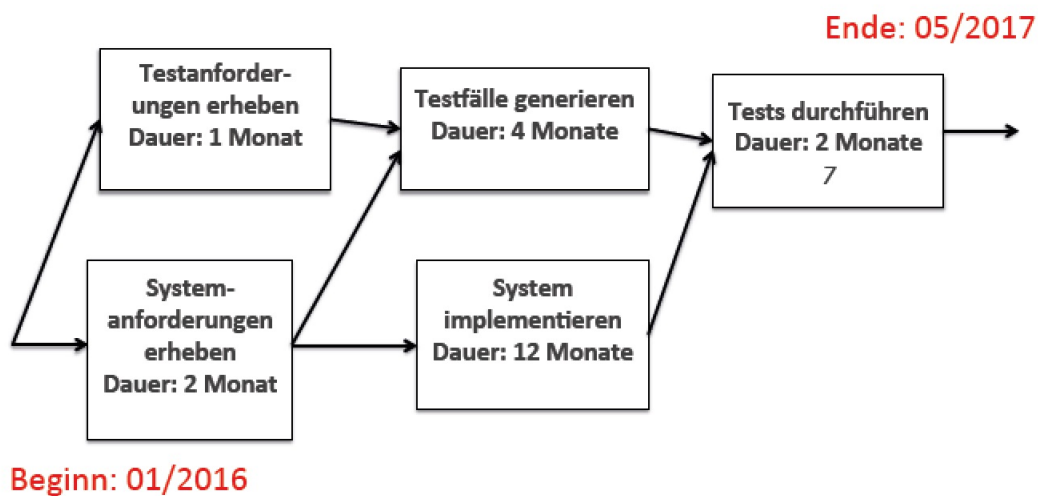 Ende: 05/2017
Testanforder-
ungen erheben
Dauer: 1 Monat
Testfälle generieren
Dauer: 4 Monate
Tests durchführen
Dauer: 2 Monate
7
System-
anforderungen
erheben
Dauer: 2 Monat
System
implementieren
Dauer: 12 Monate
Beginn: 01/2016